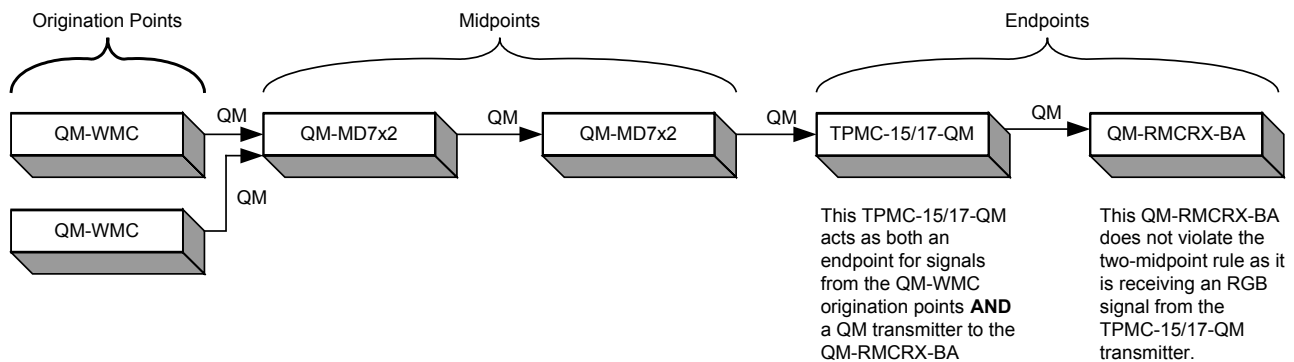 Origination Points
Midpoints
Endpoints
QM-WMC
QM
QM-MD7x2
QM
QM-MD7x2
QM
TPMC-15/17-QM
QM
QM-RMCRX-BA
QM-WMC
QM
This TPMC-15/17-QM
acts as both an
endpoint for signals
from the QM-WMC
origination points AND
a QM transmitter to the
QM-RMCRX-BA
This QM-RMCRX-BA
does not violate the
two-midpoint rule as it
is receiving an RGB
signal from the
TPMC-15/17-QM
transmitter.